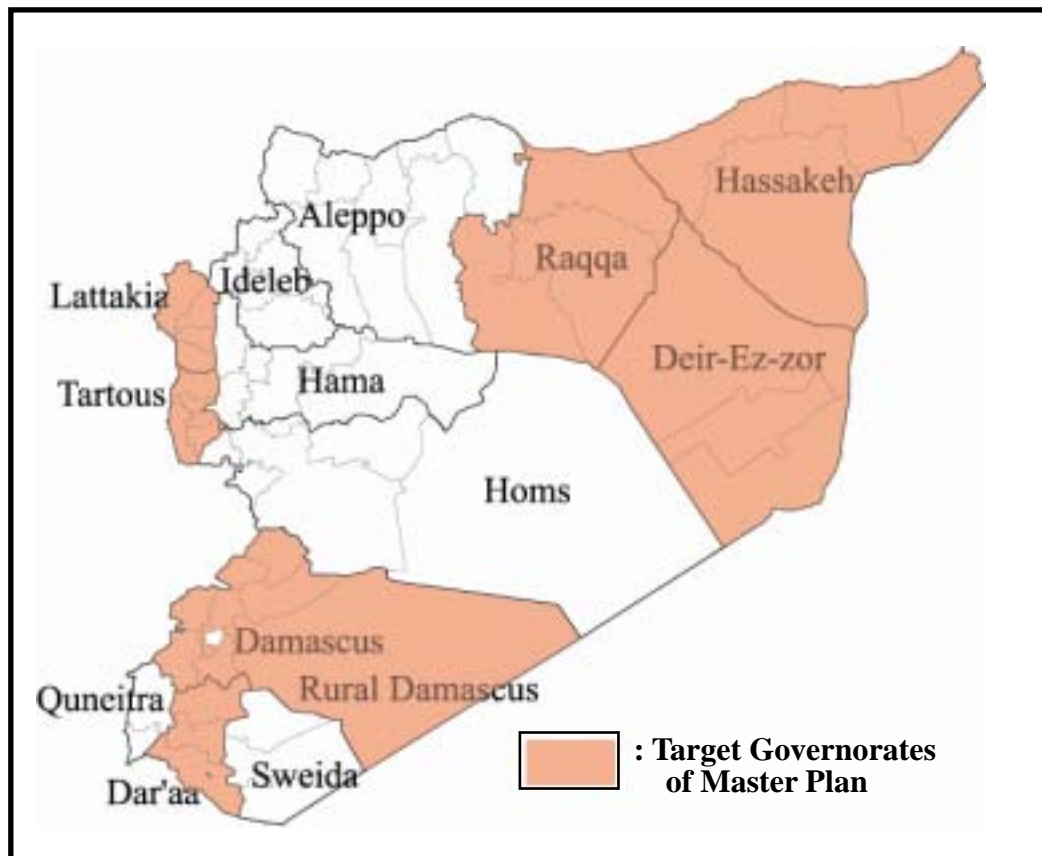 Hassakeh
Aleppo
Raqqa
Ideleb
Lattakia
Deir-Ez-zor
Hama
Tartous
Homs
Damascus
Rural Damascus
Quneitra
Sweida
Dar'aa
: Target Governorates
of Master Plan